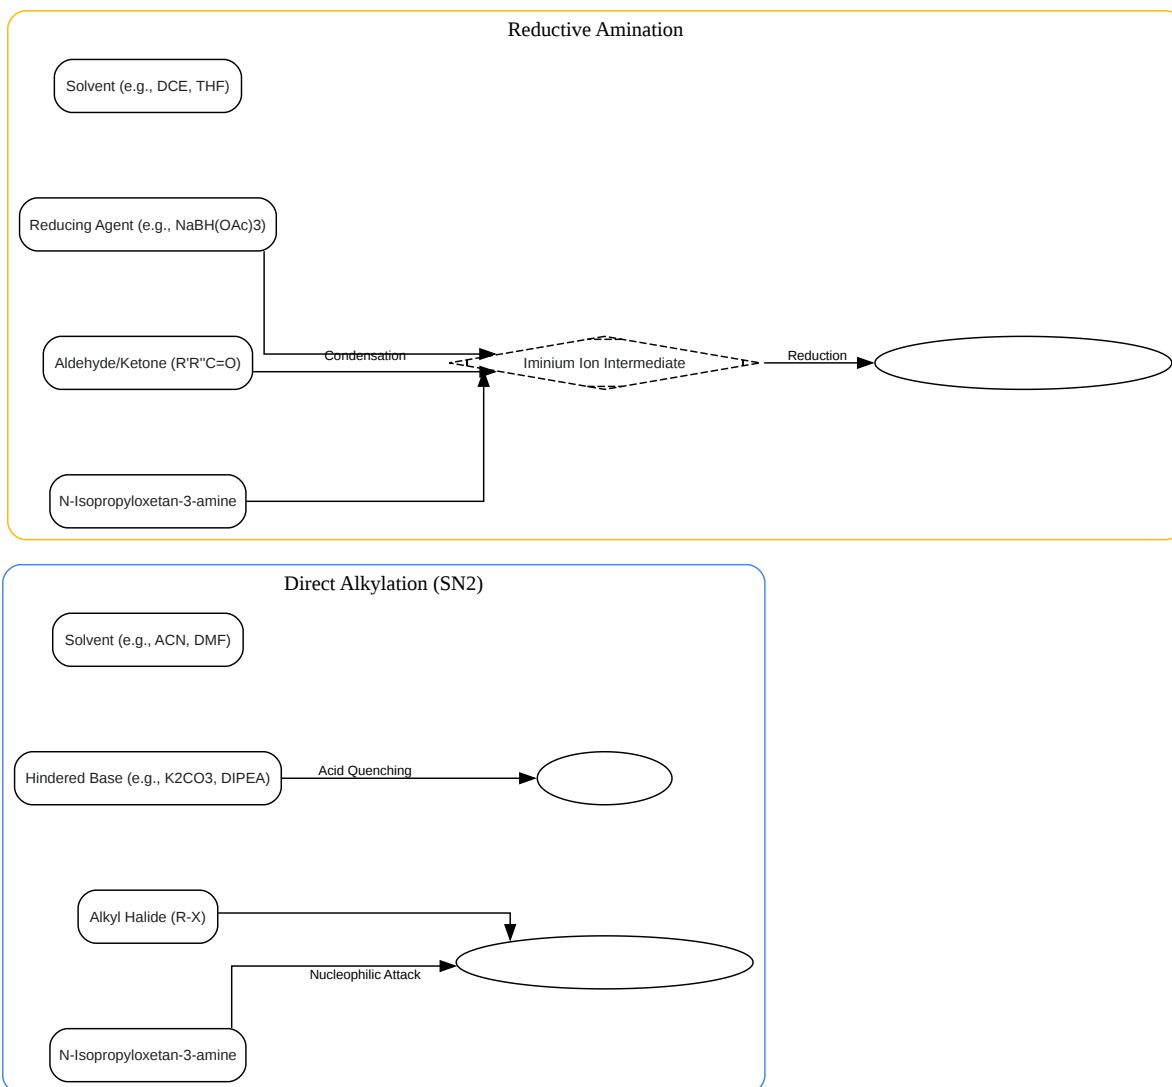 Reductive Amination
Solvent (e.g., DCE, THF)
Reducing Agent (e.g., NaBH(OAc)3)
Aldehyde/Ketone (R'R''C=O)
Condensation
Iminium Ion Intermediate
Reduction
N-Isopropyloxetan-3-amine
Direct Alkylation (SN2)
Solvent (e.g., ACN, DMF)
Hindered Base (e.g., K2CO3, DIPEA)
Acid Quenching
Alkyl Halide (R-X)
Nucleophilic Attack
N-Isopropyloxetan-3-amine